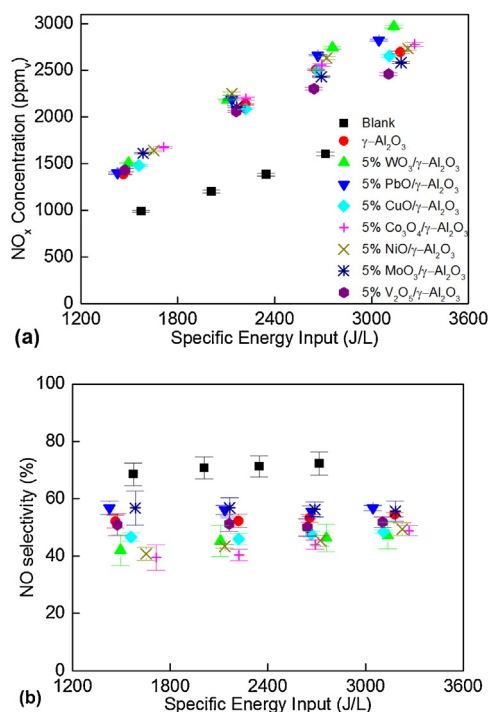 3000
2500
2000
1500
1000
500
0
NOx Concentration (ppmv)
Blank
γ-Al2O3
5% WO3/γ-Al2O3
5% PbO/γ-Al2O3
5% CuO/γ-Al2O3
5% Co3O4/γ-Al2O3
5% NiO/γ-Al2O3
5% MoO3/γ-Al2O3
5% V2O5/γ-Al2O3
1200 1800 2400 3000 3600
(a) Specific Energy Input (J/L)
100
80
60
40
20
0
NO selectivity (%)
1200 1800 2400 3000 3600
(b) Specific Energy Input (J/L)